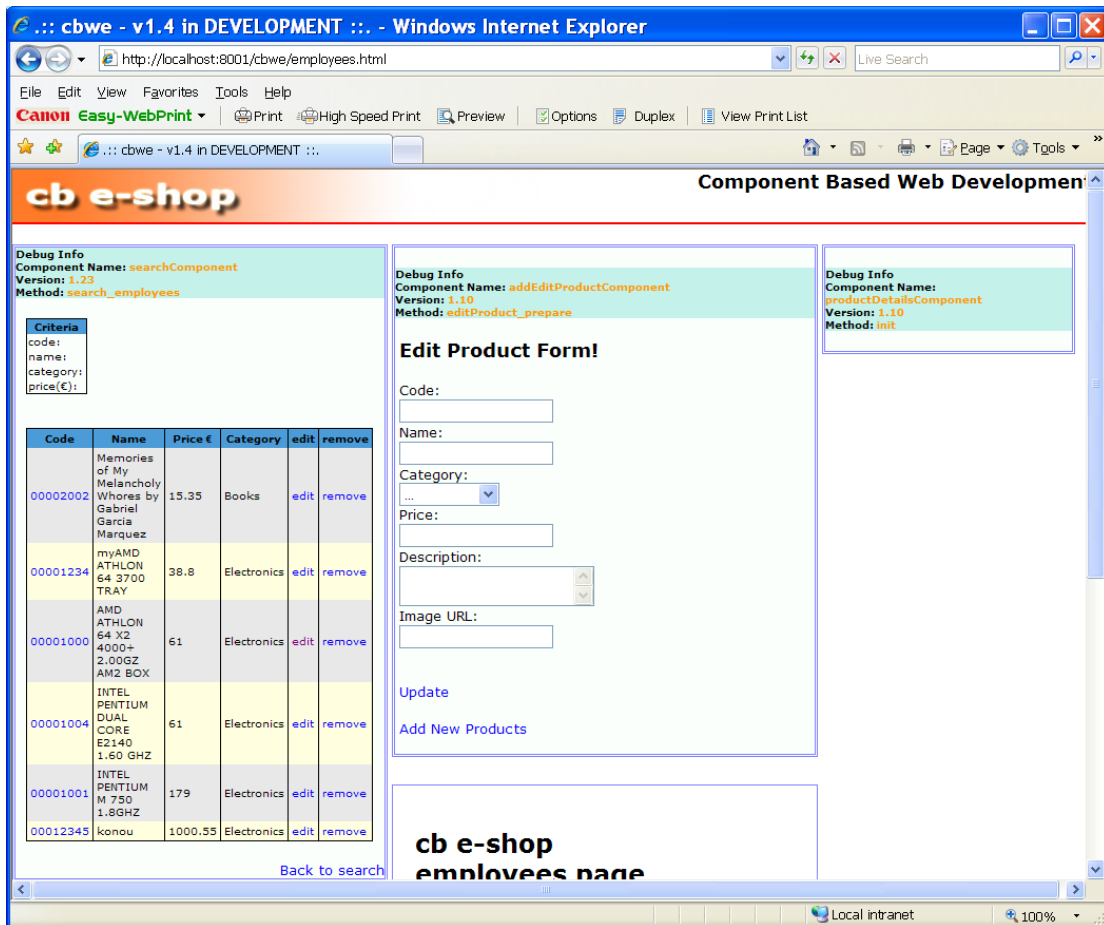 .:: cbwe - v1.4 in DEVELOPMENT ::. - Windows Internet Explorer
http://localhost:8001/cbwe/employees.html
Live Search
File Edit View Favorites Tools Help
Canon Easy-WebPrint Print High Speed Print Preview Options Duplex View Print List
.:: cbwe - v1.4 in DEVELOPMENT ::.
Page Tools »
cb e-shop
Component Based Web Developmen
Debug Info
Component Name: searchComponent
Version: 1.23
Method: search_employees
Criteria
code:
name:
category:
price(€):
Code Name Price € Category edit remove
00002002 Memories of My Melancholy Whores by Gabriel Garcia Marquez 15.35 Books edit remove
00001234 myAMD ATHLON 64 3700 TRAY 38.8 Electronics edit remove
00001000 AMD ATHLON 64 X2 4000+ 2.00GZ AM2 BOX 61 Electronics edit remove
00001004 INTEL PENTIUM DUAL CORE E2140 1.60 GHZ 61 Electronics edit remove
00001001 INTEL PENTIUM M 750 1.8GHZ 179 Electronics edit remove
00012345 konou 1000.55 Electronics edit remove
Back to search
Debug Info
Component Name: addEditProductComponent
Version: 1.10
Method: editProduct_prepare
Edit Product Form!
Code:
Name:
Category:
...
Price:
Description:
Image URL:
Update
Add New Products
cb e-shop
employees page
Debug Info
Component Name:
productDetailsComponent
Version: 1.10
Method: init
Local intranet
100%